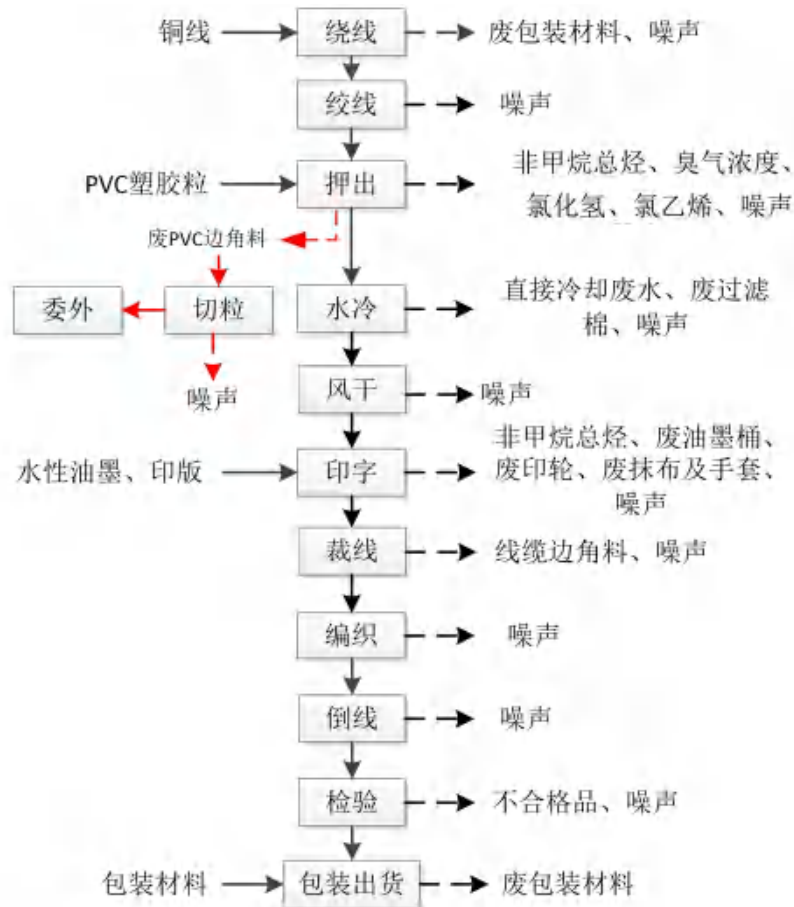 铜线
绕线
废包装材料、噪声
绞线
噪声
PVC塑胶粒
押出
非甲烷总烃、臭气浓度、
氯化氢、氯乙烯、噪声
废PVC边角料
委外
切粒
水冷
直接冷却废水、废过滤
棉、噪声
噪声
风干
噪声
水性油墨、印版
印字
非甲烷总烃、废油墨桶、
废印轮、废抹布及手套、
噪声
裁线
线缆边角料、噪声
编织
噪声
倒线
噪声
检验
不合格品、噪声
包装材料
包装出货
废包装材料